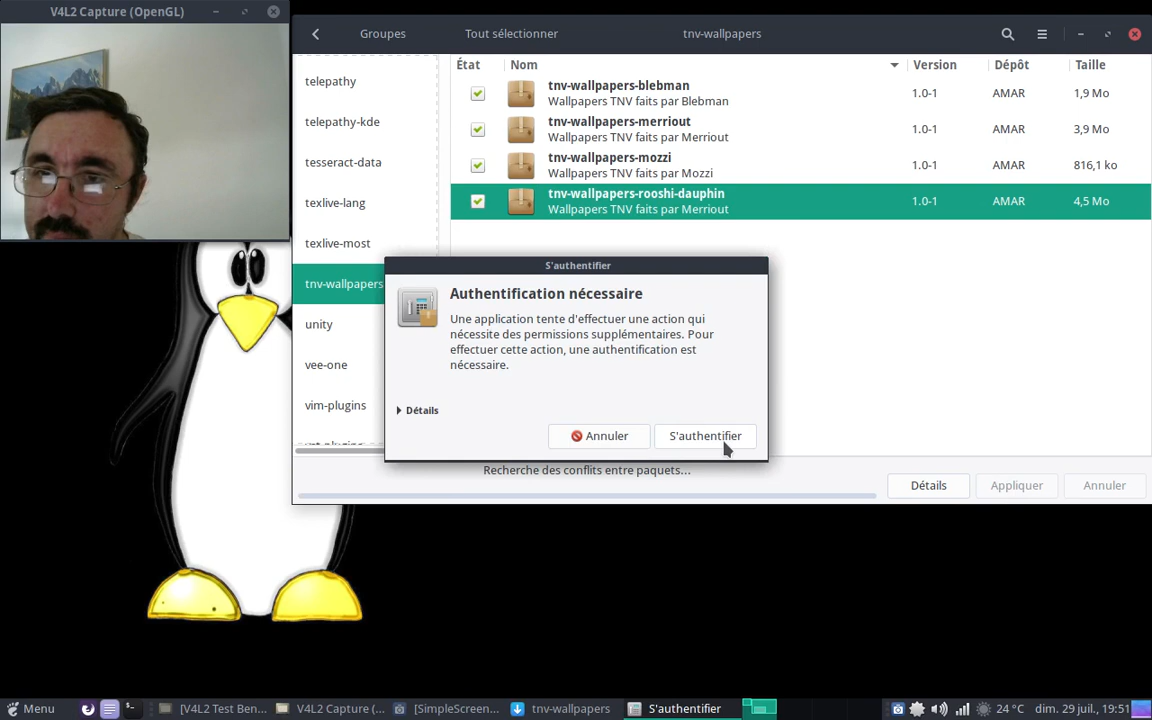 V4L2 Capture (OpenGL)
Groupes
Tout sélectionner
tnv-wallpapers
telepathy
telepathy-kde
tesseract-data
texlive-lang
texlive-most
tnv-wallpapers
unity
vee-one
vim-plugins
État
Nom
Version
Dépôt
Taille
tnv-wallpapers-blebman
Wallpapers TNV faits par Blebman
1.0-1
AMAR
1,9 Mo
tnv-wallpapers-merriout
Wallpapers TNV faits par Merriout
1.0-1
AMAR
3,9 Mo
tnv-wallpapers-mozzi
Wallpapers TNV faits par Mozzi
1.0-1
AMAR
816,1 ko
tnv-wallpapers-rooshi-dauphin
Wallpapers TNV faits par Merriout
1.0-1
AMAR
4,5 Mo
S'authentifier
Authentification nécessaire
Une application tente d'effectuer une action qui
nécessite des permissions supplémentaires. Pour
effectuer cette action, une authentification est
nécessaire.
Détails
Annuler
S'authentifier
Recherche des conflits entre paquets...
Détails
Appliquer
Annuler
Menu
[V4L2 Test Ben...
V4L2 Capture (...
[SimpleScreen...
tnv-wallpapers
S'authentifier
24 °C
dim. 29 juil., 19:51